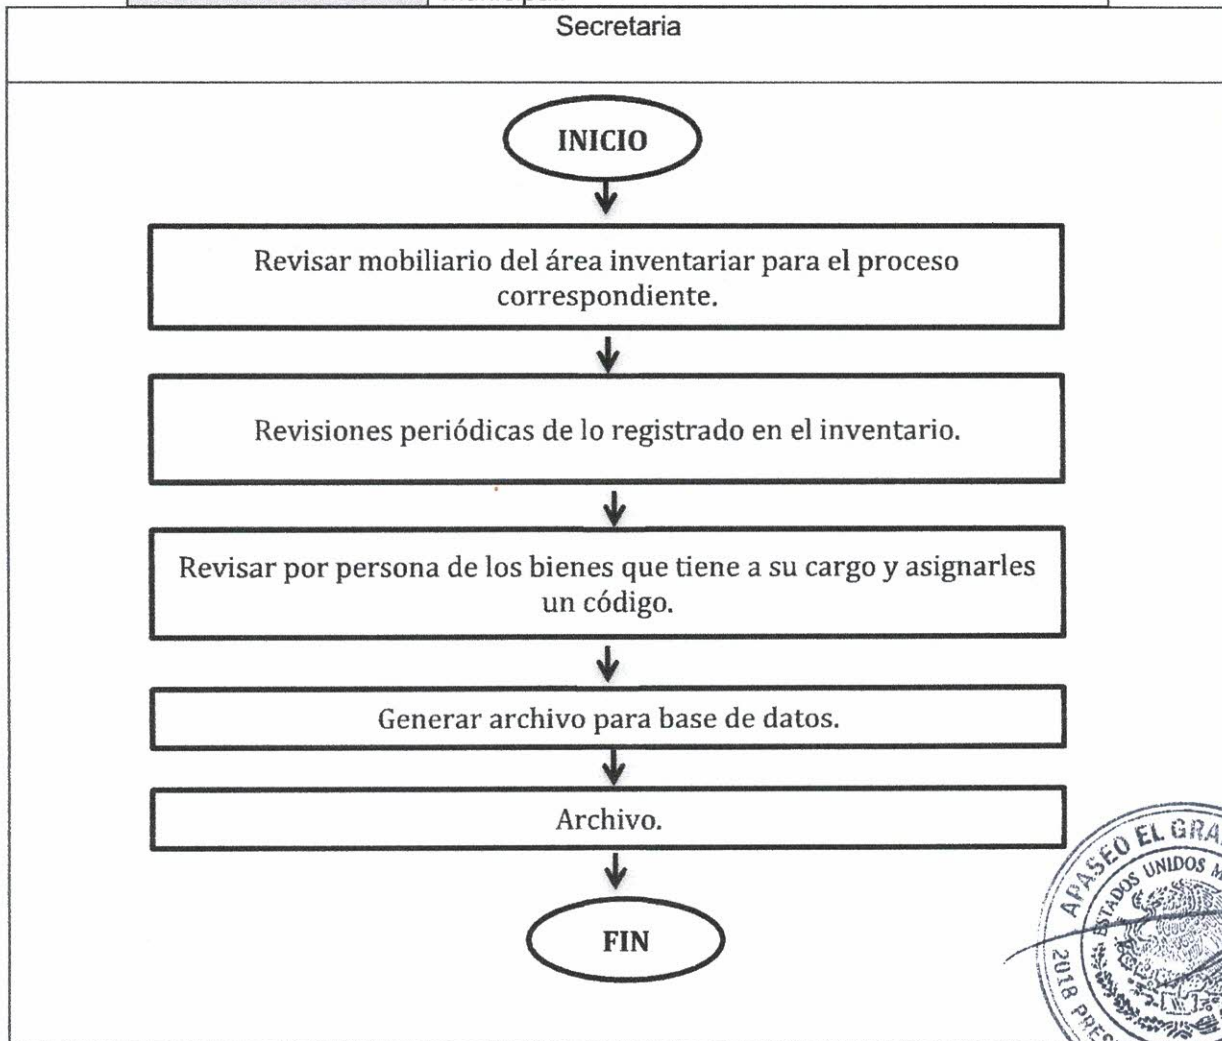 Secretaria
INICIO
Revisar mobiliario del área inventariar para el proceso
correspondiente.
Revisiones periódicas de lo registrado en el inventario.
Revisar por persona de los bienes que tiene a su cargo y asignarles
un código.
Generar archivo para base de datos.
Archivo.
FIN
APASEO EL
ESTADOS UNIDOS
2018